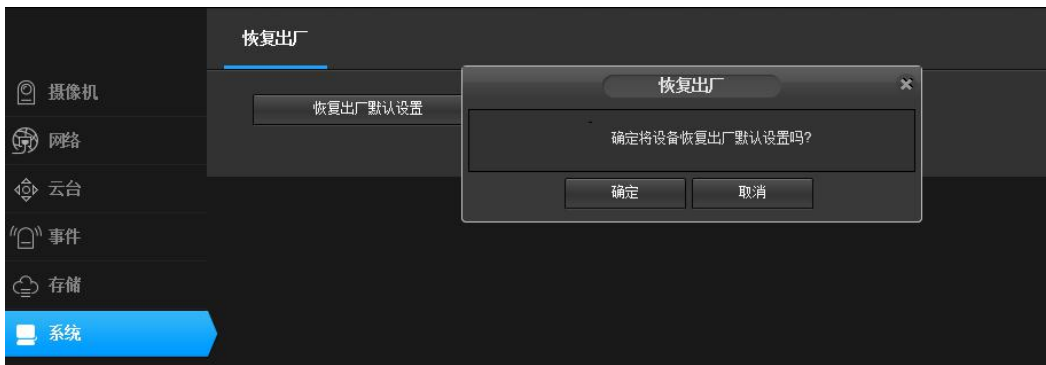 恢复出厂
摄像机
网络
云台
事件
存储
系统
恢复出厂默认设置
恢复出厂
确定将设备恢复出厂默认设置吗?
确定
取消